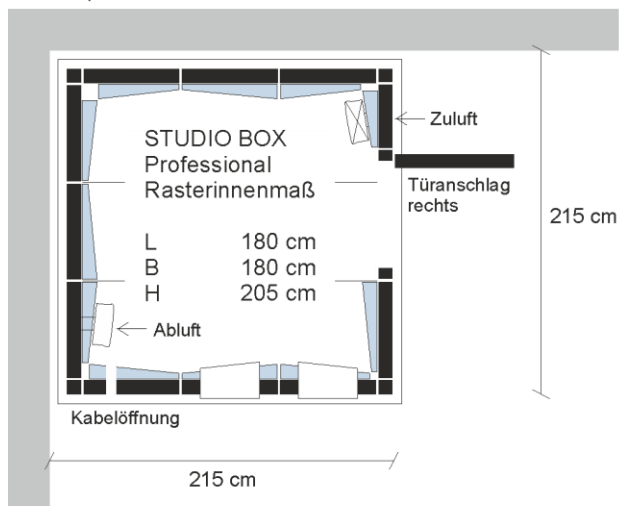 STUDIO BOX
Professional
Rasterinnenmaß
L 180 cm
B 180 cm
H 205 cm
Zuluft
Türanschlag
rechts
215 cm
Abluft
Kabelöffnung
215 cm